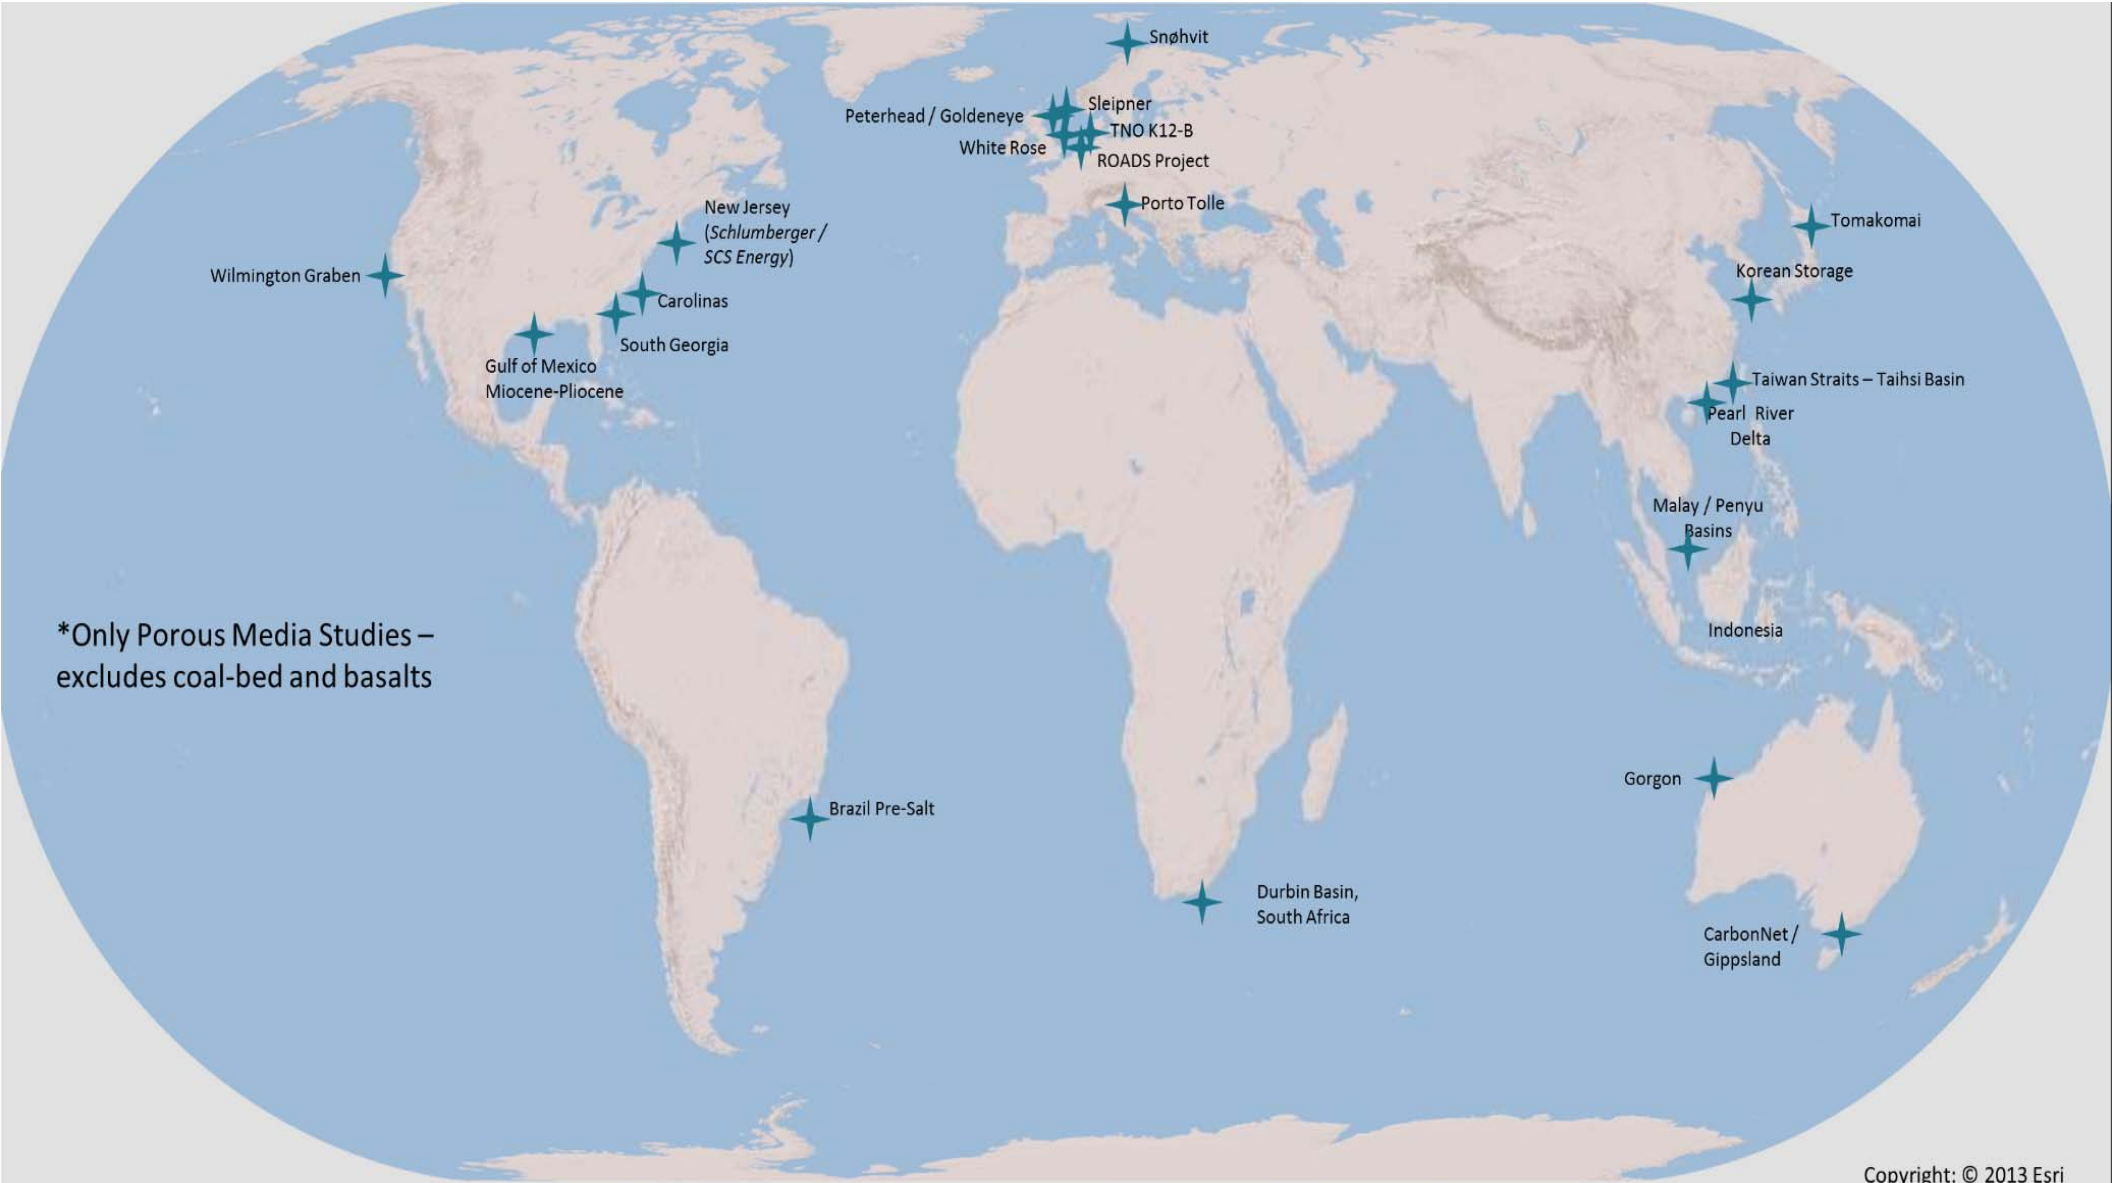 Snøhvit
Sleipner
Peterhead / Goldeneye
TNO K12-B
White Rose
ROADS Project
Porto Tolle
New Jersey
(Schlumberger /
SCS Energy)
Tomakomai
Wilmington Graben
Korean Storage
Carolinas
South Georgia
Gulf of Mexico
Miocene-Pliocene
Taiwan Straits – Taihsi Basin
Pearl River
Delta
Malay / Penyu
Basins
Indonesia
*Only Porous Media Studies –
excludes coal-bed and basalts
Gorgon
Brazil Pre-Salt
Durbin Basin,
South Africa
CarbonNet /
Gippsland
Copyright: © 2013 Esri